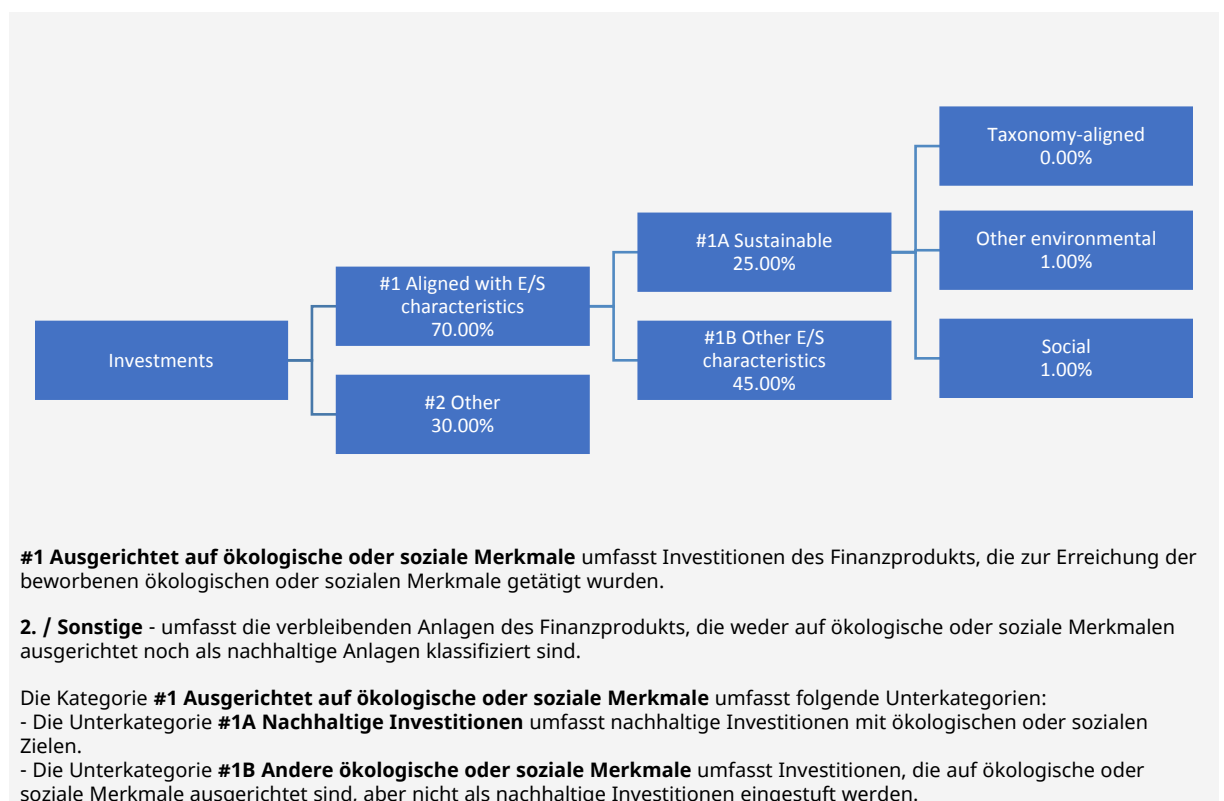 Investments
#1 Aligned with E/S
characteristics
70.00%
#2 Other
30.00%
#1A Sustainable
25.00%
#1B Other E/S
characteristics
45.00%
Taxonomy-aligned
0.00%
Other environmental
1.00%
Social
1.00%
#1 Ausgerichtet auf ökologische oder soziale Merkmale umfasst Investitionen des Finanzprodukts, die zur Erreichung der
beworbenen ökologischen oder sozialen Merkmale getätigt wurden.
2. / Sonstige - umfasst die verbleibenden Anlagen des Finanzprodukts, die weder auf ökologische oder soziale Merkmalen
ausgerichtet noch als nachhaltige Anlagen klassifiziert sind.
Die Kategorie #1 Ausgerichtet auf ökologische oder soziale Merkmale umfasst folgende Unterkategorien:
- Die Unterkategorie #1A Nachhaltige Investitionen umfasst nachhaltige Investitionen mit ökologischen oder sozialen
Zielen.
- Die Unterkategorie #1B Andere ökologische oder soziale Merkmale umfasst Investitionen, die auf ökologische oder
soziale Merkmale ausgerichtet sind, aber nicht als nachhaltige Investitionen eingestuft werden.